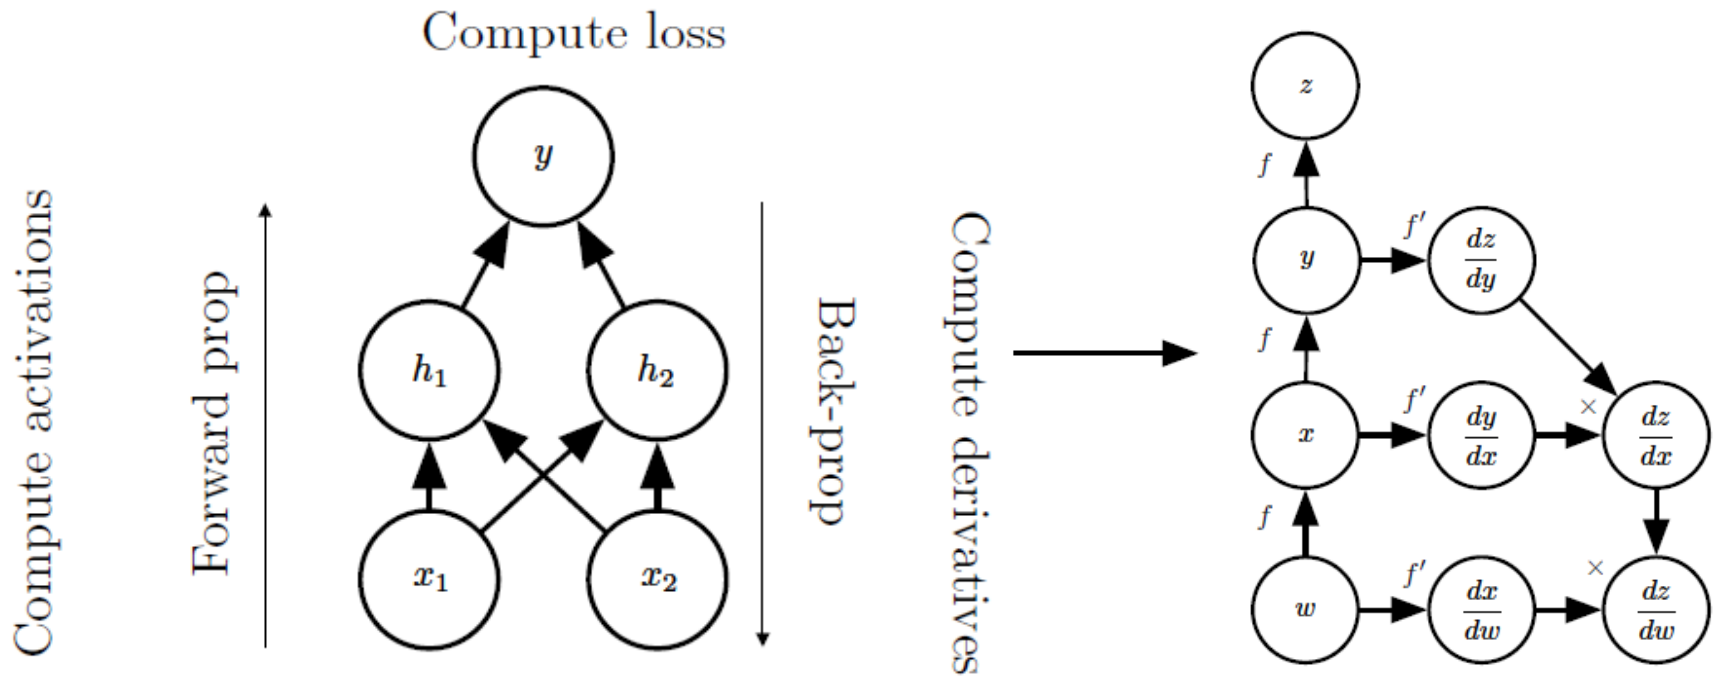 Compute loss
Compute activations
Forward prop
y
h₁
h₂
x₁
x₂
Back-prop
Compute derivatives
z
f
y
f′
dz/dy
f
x
f′
dy/dx
×
dz/dx
f
w
f′
dx/dw
×
dz/dw